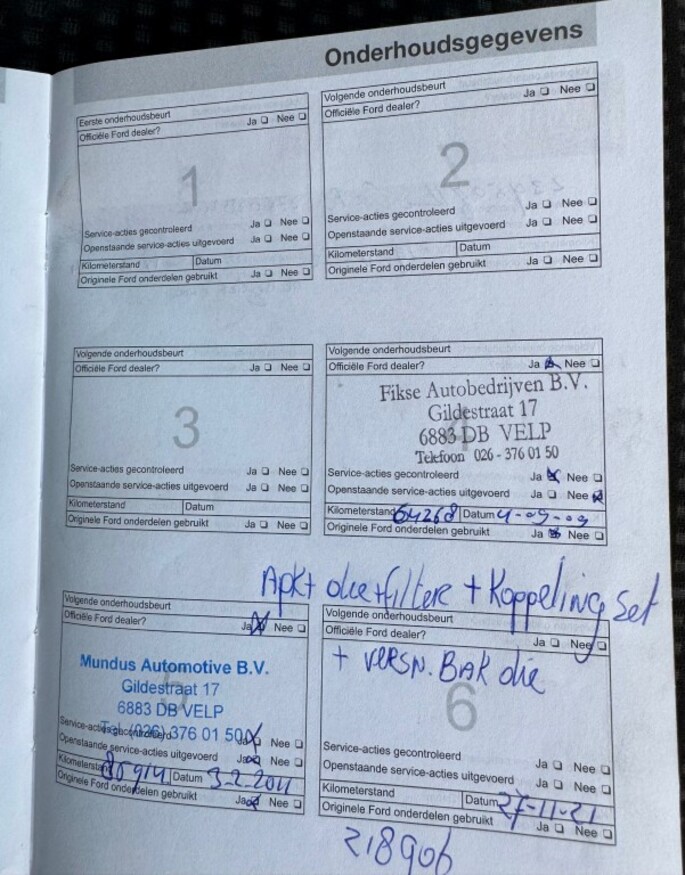 Onderhoudsgegevens
Eerste onderhoudsbeurt
Officiële Ford dealer? Ja Nee
1
Service-acties gecontroleerd Ja Nee
Openstaande service-acties uitgevoerd Ja Nee
Kilometerstand Datum
Originele Ford onderdelen gebruikt Ja Nee
Volgende onderhoudsbeurt
Officiële Ford dealer? Ja Nee
2
Service-acties gecontroleerd Ja Nee
Openstaande service-acties uitgevoerd Ja Nee
Kilometerstand Datum
Originele Ford onderdelen gebruikt Ja Nee
Volgende onderhoudsbeurt
Officiële Ford dealer? Ja Nee
3
Service-acties gecontroleerd Ja Nee
Openstaande service-acties uitgevoerd Ja Nee
Kilometerstand Datum
Originele Ford onderdelen gebruikt Ja Nee
Volgende onderhoudsbeurt
Officiële Ford dealer? Ja Nee
Fikse Autobedrijven B.V.
Gildestraat 17
6883 DB VELP
Telefoon 026 - 376 01 50
Service-acties gecontroleerd Ja Nee
Openstaande service-acties uitgevoerd Ja Nee
Kilometerstand 64268 Datum 4-09-09
Originele Ford onderdelen gebruikt Ja Nee
Volgende onderhoudsbeurt
Officiële Ford dealer? Ja Nee
Mundus Automotive B.V.
Gildestraat 17
6883 DB VELP
Tel. (026) 376 01 50
5
Service-acties gecontroleerd Ja Nee
Openstaande service-acties uitgevoerd Ja Nee
Kilometerstand Datum 3-2-2011
Originele Ford onderdelen gebruikt Ja Nee
Apk+ olie+filtere + Koppeling set
Volgende onderhoudsbeurt
Officiële Ford dealer? Ja Nee
+ VERSN. BAK olie
6
Service-acties gecontroleerd Ja Nee
Openstaande service-acties uitgevoerd Ja Nee
Kilometerstand Datum 27-11-21
Originele Ford onderdelen gebruikt Ja Nee
218906